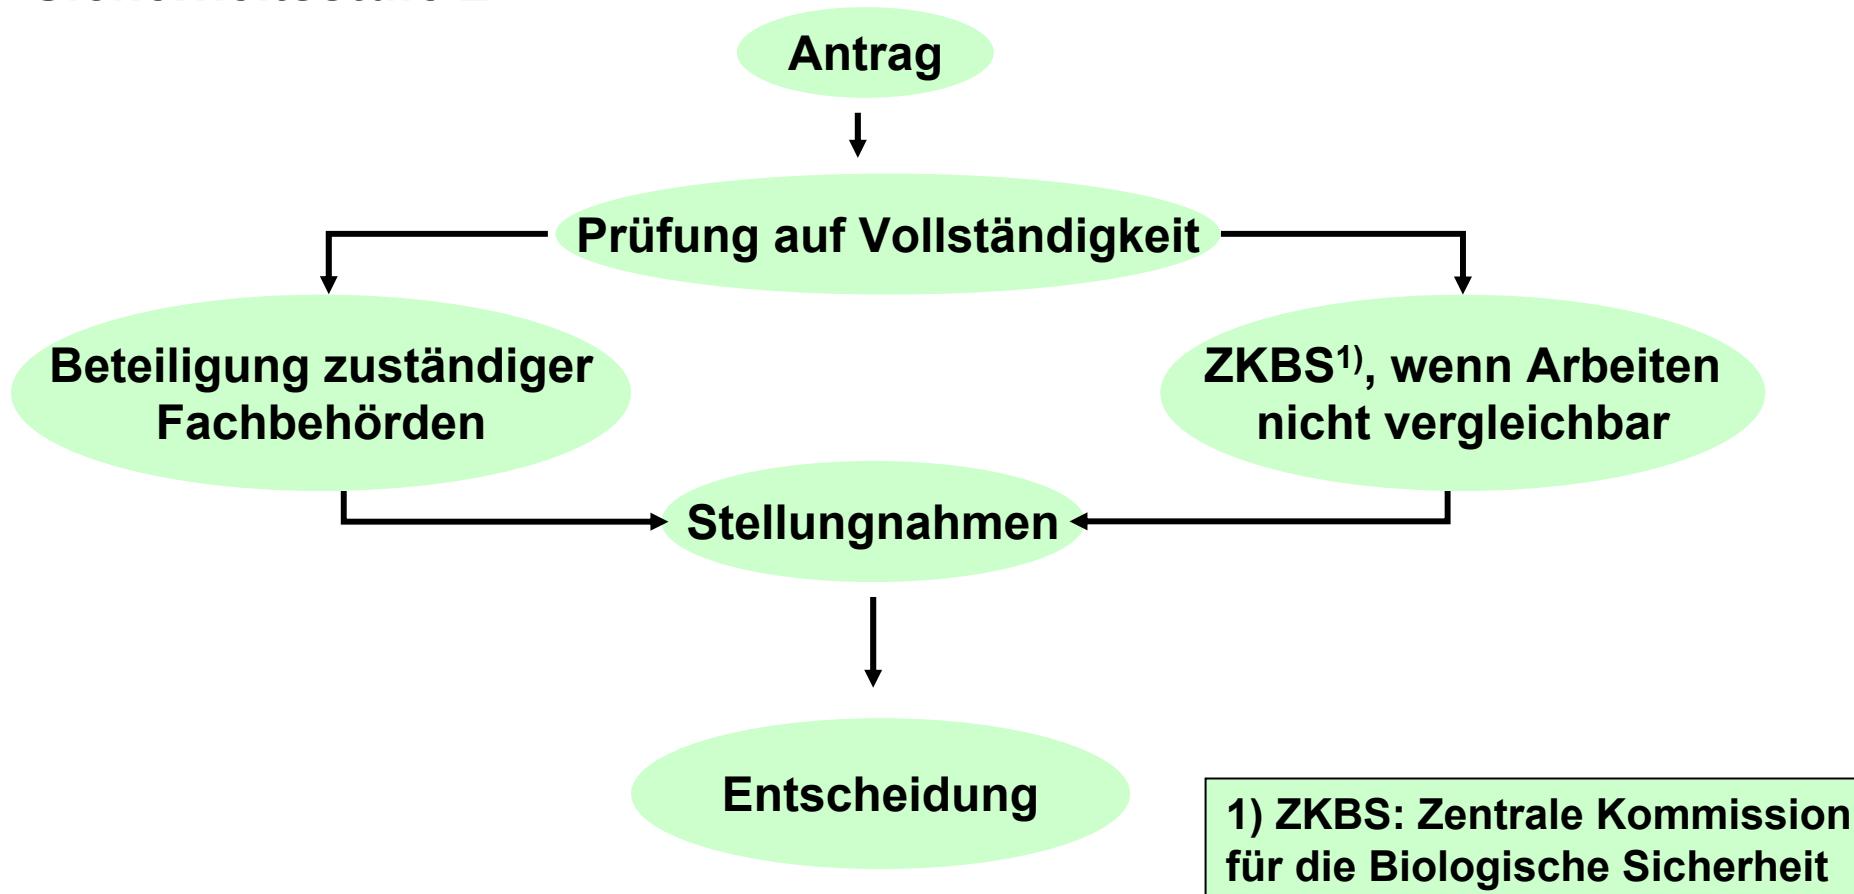 Antrag
Prüfung auf Vollständigkeit
Beteiligung zuständiger
Fachbehörden
ZKBS¹⁾, wenn Arbeiten
nicht vergleichbar
Stellungnahmen
Entscheidung
1) ZKBS: Zentrale Kommission
für die Biologische Sicherheit